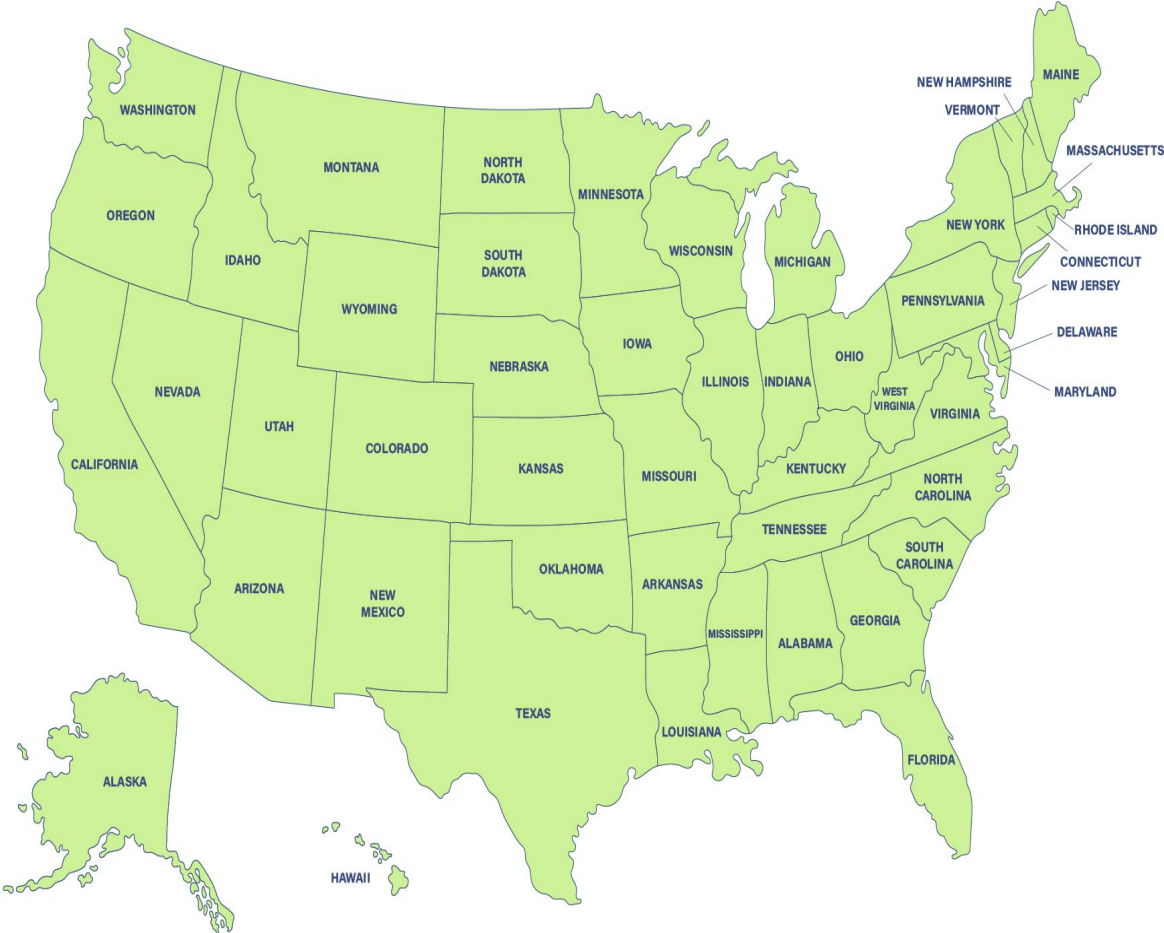 MAINE
NEW HAMPSHIRE
VERMONT
WASHINGTON
MASSACHUSETTS
MONTANA
NORTH
DAKOTA
MINNESOTA
OREGON
NEW YORK
RHODE ISLAND
WISCONSIN
IDAHO
SOUTH
DAKOTA
MICHIGAN
CONNECTICUT
NEW JERSEY
PENNSYLVANIA
WYOMING
DELAWARE
IOWA
OHIO
NEBRASKA
ILLINOIS
INDIANA
NEVADA
WEST
VIRGINIA
MARYLAND
VIRGINIA
UTAH
COLORADO
CALIFORNIA
KANSAS
KENTUCKY
MISSOURI
NORTH
CAROLINA
TENNESSEE
SOUTH
CAROLINA
OKLAHOMA
ARKANSAS
ARIZONA
NEW
MEXICO
GEORGIA
MISSISSIPPI
ALABAMA
TEXAS
LOUISIANA
FLORIDA
ALASKA
HAWAII